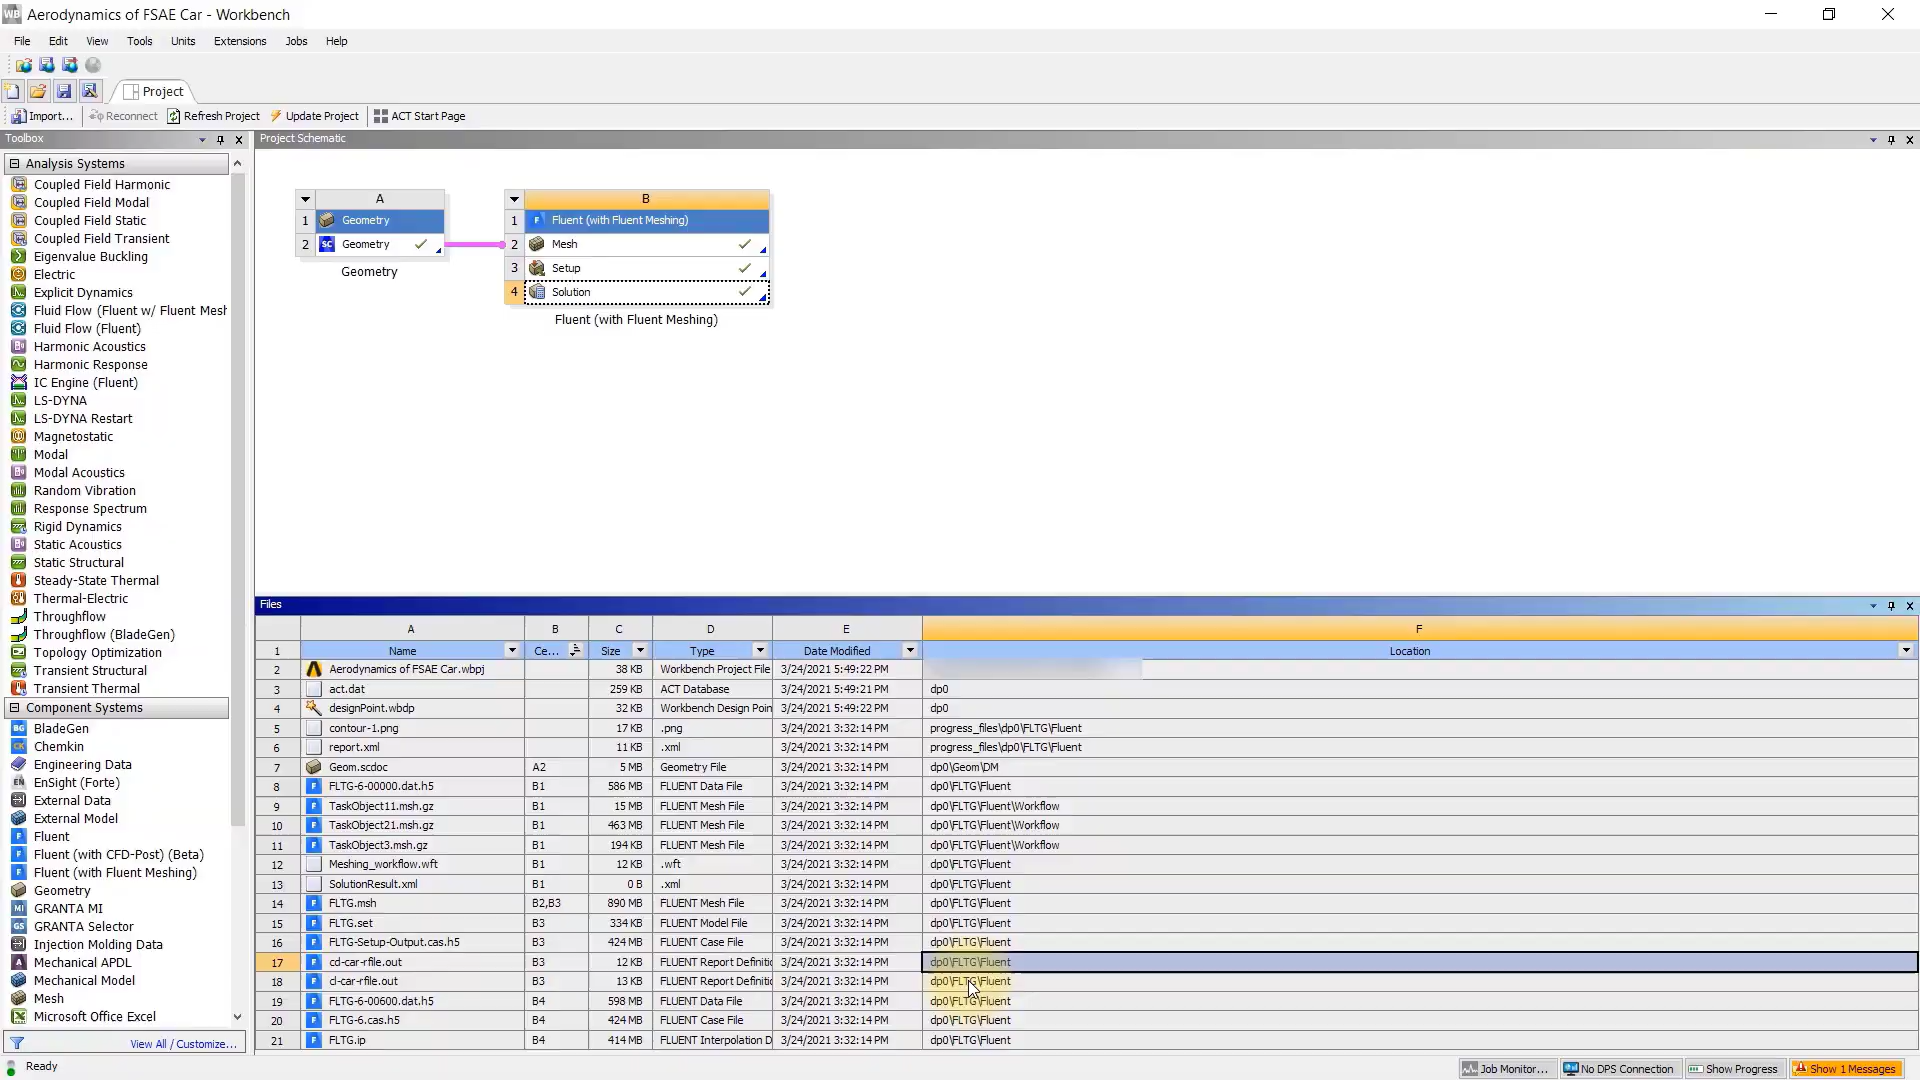 Aerodynamics of FSAE Car - Workbench
File Edit View Tools Units Extensions Jobs Help
Project
Import... Reconnect Refresh Project Update Project ACT Start Page
Toolbox
Analysis Systems
Coupled Field Harmonic
Coupled Field Modal
Coupled Field Static
Coupled Field Transient
Eigenvalue Buckling
Electric
Explicit Dynamics
Fluid Flow (Fluent w/ Fluent Mesh
Fluid Flow (Fluent)
Harmonic Acoustics
Harmonic Response
IC Engine (Fluent)
LS-DYNA
LS-DYNA Restart
Magnetostatic
Modal
Modal Acoustics
Random Vibration
Response Spectrum
Rigid Dynamics
Static Acoustics
Static Structural
Steady-State Thermal
Thermal-Electric
Throughflow
Throughflow (BladeGen)
Topology Optimization
Transient Structural
Transient Thermal
Component Systems
BladeGen
Chemkin
Engineering Data
EnSight (Forte)
External Data
External Model
Fluent
Fluent (with CFD-Post) (Beta)
Fluent (with Fluent Meshing)
Geometry
GRANTA MI
GRANTA Selector
Injection Molding Data
Mechanical APDL
Mechanical Model
Mesh
Microsoft Office Excel
View All / Customize...
Project Schematic
A
1 Geometry
2 Geometry
Geometry
B
1 Fluent (with Fluent Meshing)
2 Mesh
3 Setup
4 Solution
Fluent (with Fluent Meshing)
Files
A B C D E F
1 Name Ce... Size Type Date Modified Location
2 Aerodynamics of FSAE Car.wbpj 38 KB Workbench Project File 3/24/2021 5:49:22 PM
3 act.dat 259 KB ACT Database 3/24/2021 5:49:21 PM dp0
4 designPoint.wbdp 32 KB Workbench Design Poin 3/24/2021 5:49:22 PM dp0
5 contour-1.png 17 KB .png 3/24/2021 3:32:14 PM progress_files\dp0\FLTG\Fluent
6 report.xml 11 KB .xml 3/24/2021 3:32:14 PM progress_files\dp0\FLTG\Fluent
7 Geom.scdoc A2 5 MB Geometry File 3/24/2021 3:32:14 PM dp0\Geom\DM
8 FLTG-6-00000.dat.h5 B1 586 MB FLUENT Data File 3/24/2021 3:32:14 PM dp0\FLTG\Fluent
9 TaskObject11.msh.gz B1 15 MB FLUENT Mesh File 3/24/2021 3:32:14 PM dp0\FLTG\Fluent\Workflow
10 TaskObject21.msh.gz B1 463 MB FLUENT Mesh File 3/24/2021 3:32:14 PM dp0\FLTG\Fluent\Workflow
11 TaskObject3.msh.gz B1 194 KB FLUENT Mesh File 3/24/2021 3:32:14 PM dp0\FLTG\Fluent\Workflow
12 Meshing_workflow.wft B1 12 KB .wft 3/24/2021 3:32:14 PM dp0\FLTG\Fluent
13 SolutionResult.xml B1 0 B .xml 3/24/2021 3:32:14 PM dp0\FLTG\Fluent
14 FLTG.msh B2,B3 890 MB FLUENT Mesh File 3/24/2021 3:32:14 PM dp0\FLTG\Fluent
15 FLTG.set B3 334 KB FLUENT Model File 3/24/2021 3:32:14 PM dp0\FLTG\Fluent
16 FLTG-Setup-Output.cas.h5 B3 424 MB FLUENT Case File 3/24/2021 3:32:14 PM dp0\FLTG\Fluent
17 cd-car-rfile.out B3 12 KB FLUENT Report Definitio 3/24/2021 3:32:14 PM dp0\FLTG\Fluent
18 cl-car-rfile.out B3 13 KB FLUENT Report Definitio 3/24/2021 3:32:14 PM dp0\FLTG\Fluent
19 FLTG-6-00600.dat.h5 B4 598 MB FLUENT Data File 3/24/2021 3:32:14 PM dp0\FLTG\Fluent
20 FLTG-6.cas.h5 B4 424 MB FLUENT Case File 3/24/2021 3:32:14 PM dp0\FLTG\Fluent
21 FLTG.ip B4 414 MB FLUENT Interpolation D 3/24/2021 3:32:14 PM dp0\FLTG\Fluent
Ready Job Monitor... No DPS Connection Show Progress Show 1 Messages